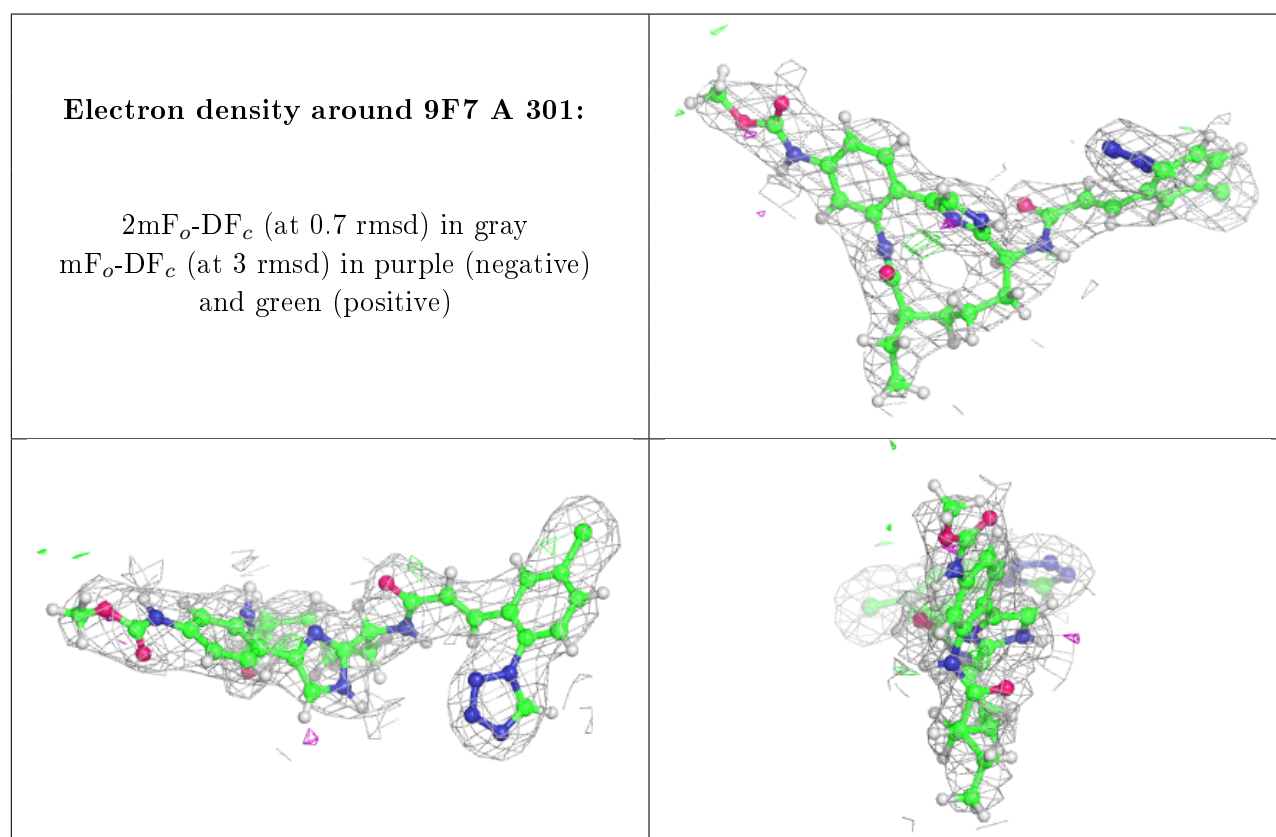 Electron density around 9F7 A 301:
2mFo-DFc (at 0.7 rmsd) in gray
mFo-DFc (at 3 rmsd) in purple (negative)
and green (positive)